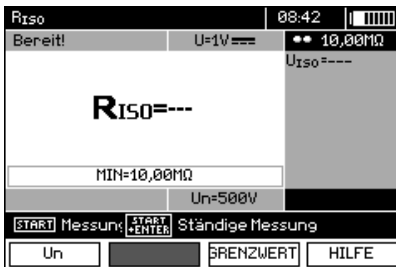 RISO 08:42
Bereit! U=1V 10,00MΩ
UISO=---
RISO=---
MIN=10,00MΩ
Un=500V
START Messung START +ENTER Ständige Messung
Un GRENZWERT HILFE